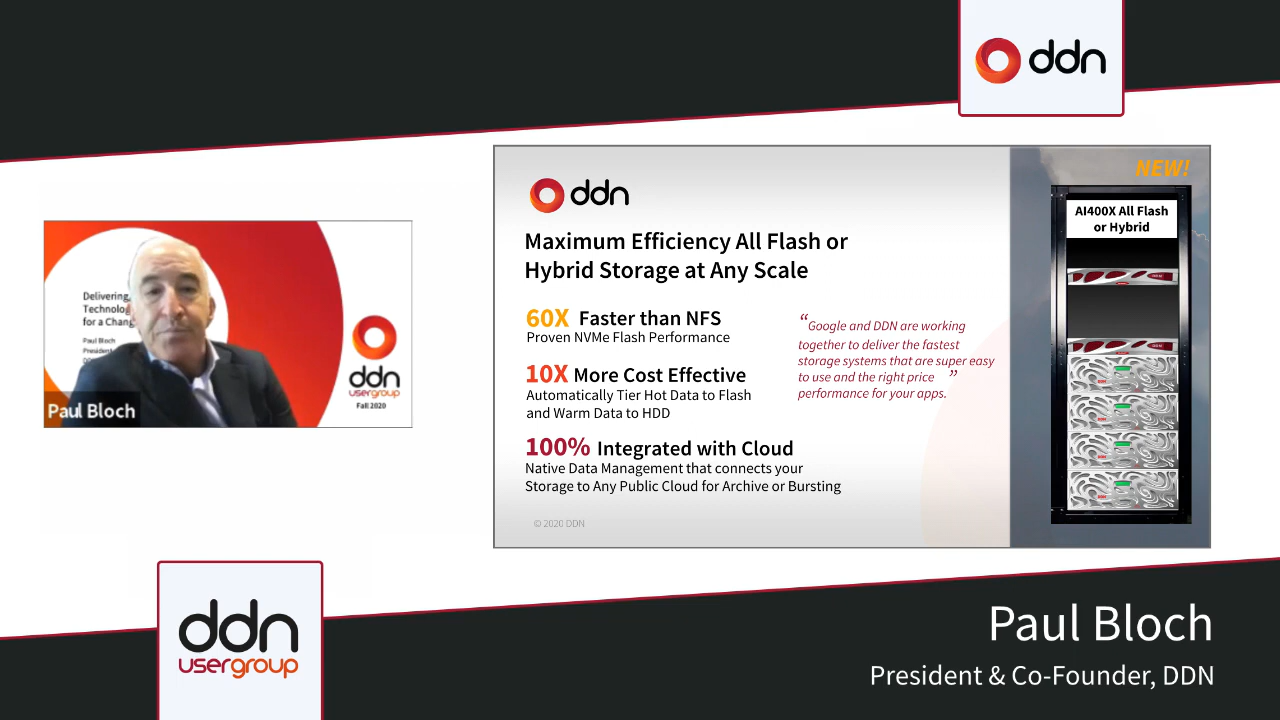 ddn
Delivering
Technolog
for a Chang
Paul Bloch
President
ddn
usergroup
Fall 2020
Paul Bloch
ddn
Maximum Efficiency All Flash or
Hybrid Storage at Any Scale
60X Faster than NFS
Proven NVMe Flash Performance
10X More Cost Effective
Automatically Tier Hot Data to Flash
and Warm Data to HDD
100% Integrated with Cloud
Native Data Management that connects your
Storage to Any Public Cloud for Archive or Bursting
© 2020 DDN
“Google and DDN are working
together to deliver the fastest
storage systems that are super easy
to use and the right price ”
performance for your apps.
NEW!
AI400X All Flash
or Hybrid
ddn
usergroup
Paul Bloch
President & Co-Founder, DDN